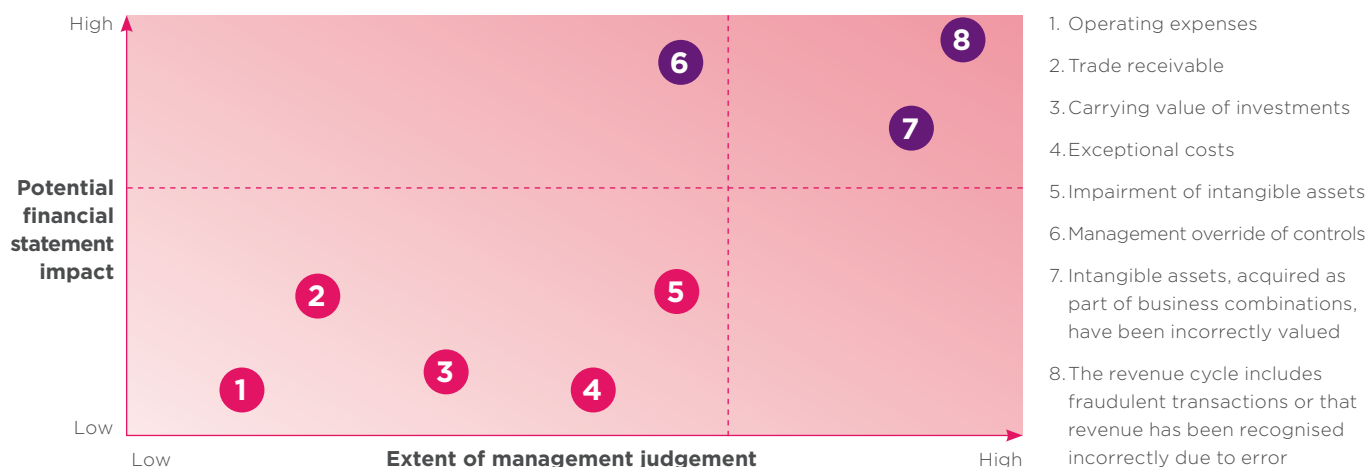 High
Potential
financial
statement
impact
Low
Low
Extent of management judgement
High
1
2
3
4
5
6
7
8
1. Operating expenses
2. Trade receivable
3. Carrying value of investments
4. Exceptional costs
5. Impairment of intangible assets
6. Management override of controls
7. Intangible assets, acquired as
part of business combinations,
have been incorrectly valued
8. The revenue cycle includes
fraudulent transactions or that
revenue has been recognised
incorrectly due to error